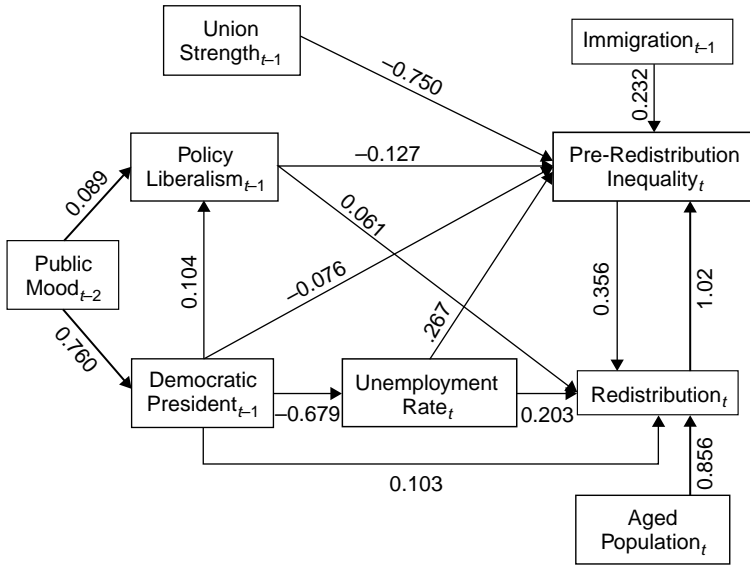 Union
Strength_{t–1}
Immigration_{t–1}
–0.750
0.232
Policy
Liberalism_{t–1}
–0.127
Pre-Redistribution
Inequality_t
0.089
0.061
Public
Mood_{t–2}
0.104
–0.076
.267
0.356
1.02
0.760
Democratic
President_{t–1}
–0.679
Unemployment
Rate_t
0.203
Redistribution_t
0.103
0.856
Aged
Population_t